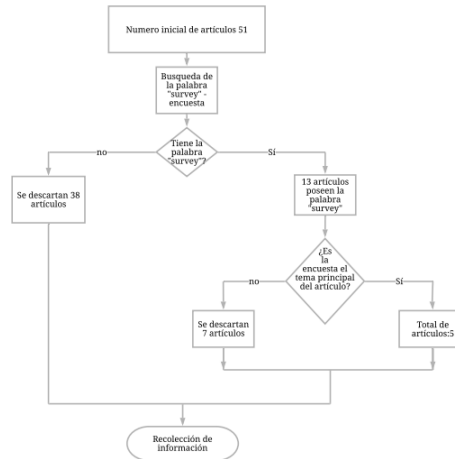 Numero inicial de artículos 51
Busqueda de
la palabra
"survey" -
encuesta
Tiene la
palabra
"survey"?
no
Sí
Se descartan 38
artículos
13 artículos
poseen la
palabra
"survey"
¿Es
la
encuesta el
tema principal
del artículo?
no
Sí
Se descartan
7 artículos
Total de
artículos:5
Recolección de
información